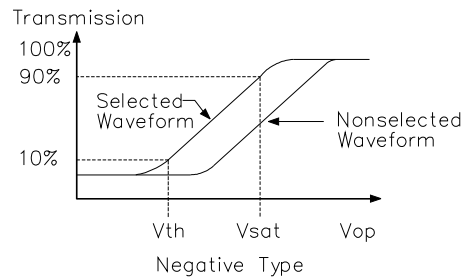 Transmission
100%
90%
Selected
Waveform
Nonselected
Waveform
10%
Vth
Vsat
Vop
Negative Type